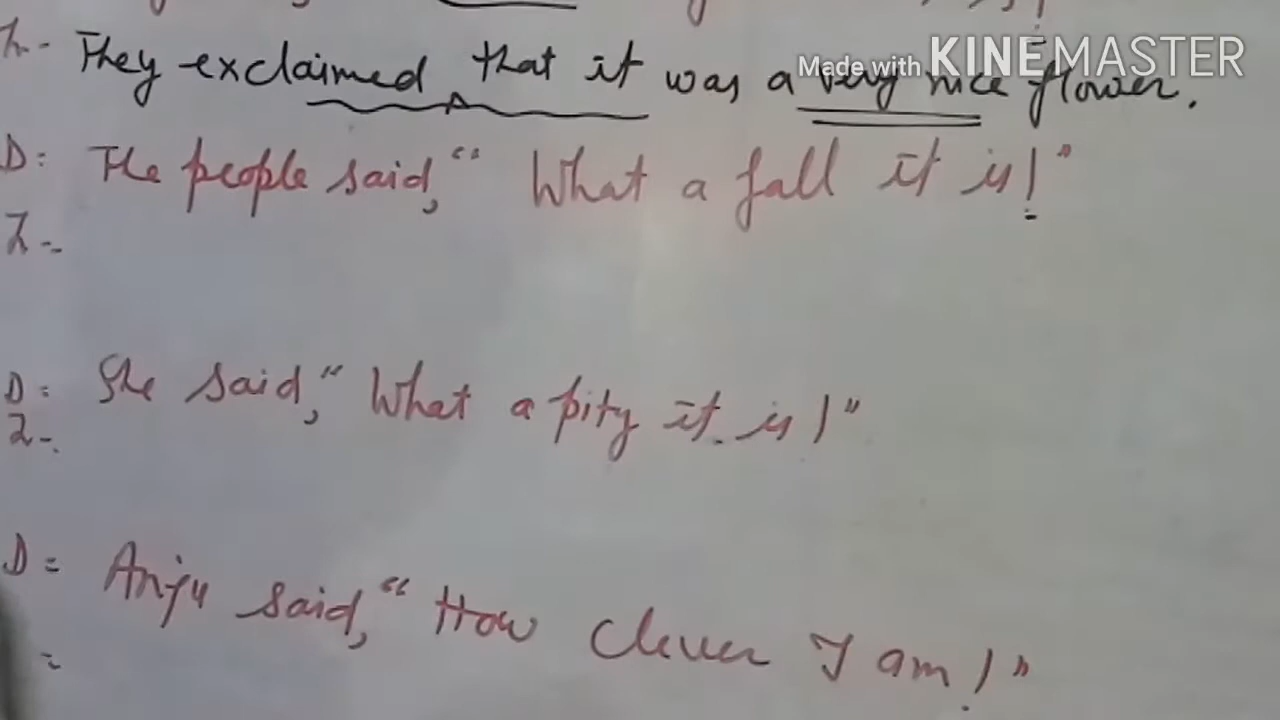 I- They exclaimed that it was a very nice flower.
Made with KINEMASTER
D: The people said, "What a fall it is!"
I-
D: She said, "What a pity it is!"
I-
D= Anju said, "How clever I am!"
=